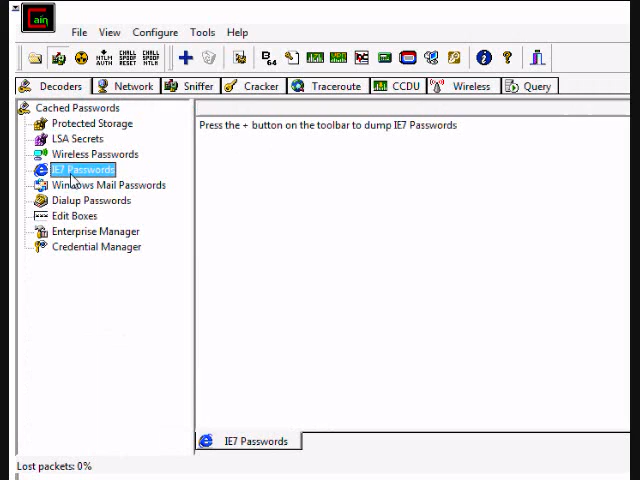 Cain
File View Configure Tools Help
NTLM
CHALL SPOOF RESET
CHALL SPOOF NTLM
B 64
Decoders Network Sniffer Cracker Traceroute CCDU Wireless Query
Cached Passwords
Protected Storage
LSA Secrets
Wireless Passwords
IE7 Passwords
Windows Mail Passwords
Dialup Passwords
Edit Boxes
Enterprise Manager
Credential Manager
Press the + button on the toolbar to dump IE7 Passwords
IE7 Passwords
Lost packets: 0%